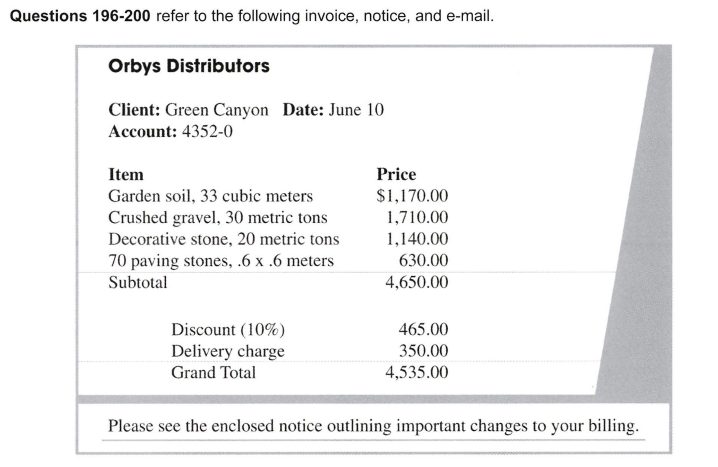 Questions 196-200 refer to the following invoice, notice, and e-mail.
Orbys Distributors
Client: Green Canyon Date: June 10
Account: 4352-0
Item Price
Garden soil, 33 cubic meters $1,170.00
Crushed gravel, 30 metric tons 1,710.00
Decorative stone, 20 metric tons 1,140.00
70 paving stones, .6 x .6 meters 630.00
Subtotal 4,650.00
Discount (10%) 465.00
Delivery charge 350.00
Grand Total 4,535.00
Please see the enclosed notice outlining important changes to your billing.